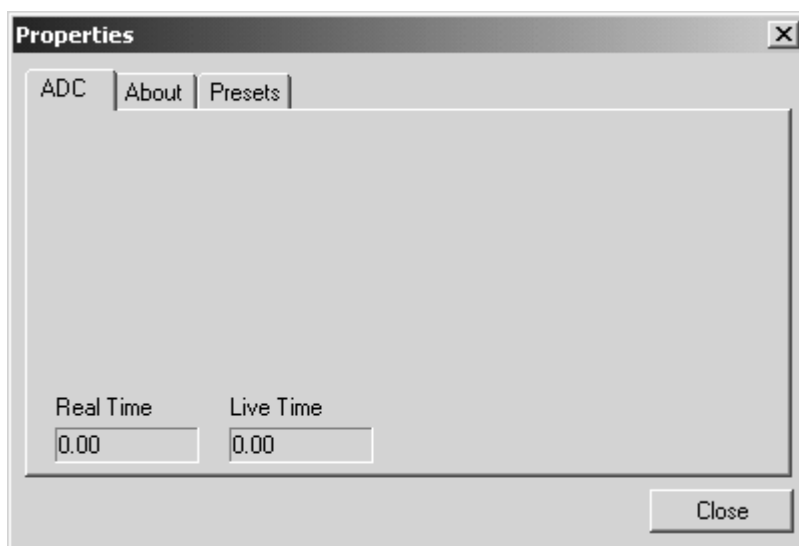 Properties
ADC About Presets
Real Time Live Time
0.00 0.00
Close